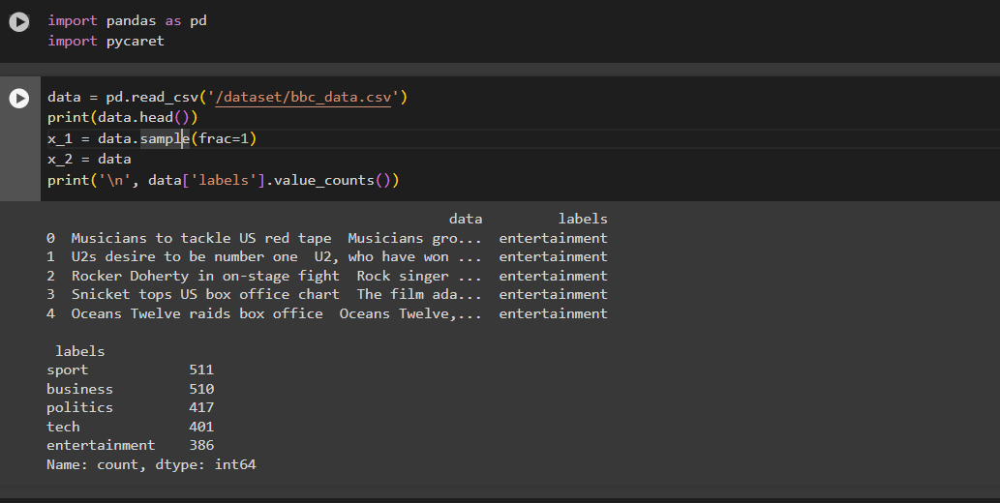 import pandas as pd
import pycaret
data = pd.read_csv('/dataset/bbc_data.csv')
print(data.head())
x_1 = data.sample(frac=1)
x_2 = data
print('\n', data['labels'].value_counts())
data labels
0 Musicians to tackle US red tape  Musicians gro... entertainment
1 U2s desire to be number one  U2, who have won ... entertainment
2 Rocker Doherty in on-stage fight  Rock singer ... entertainment
3 Snicket tops US box office chart  The film ada... entertainment
4 Oceans Twelve raids box office  Oceans Twelve,... entertainment
labels
sport 511
business 510
politics 417
tech 401
entertainment 386
Name: count, dtype: int64